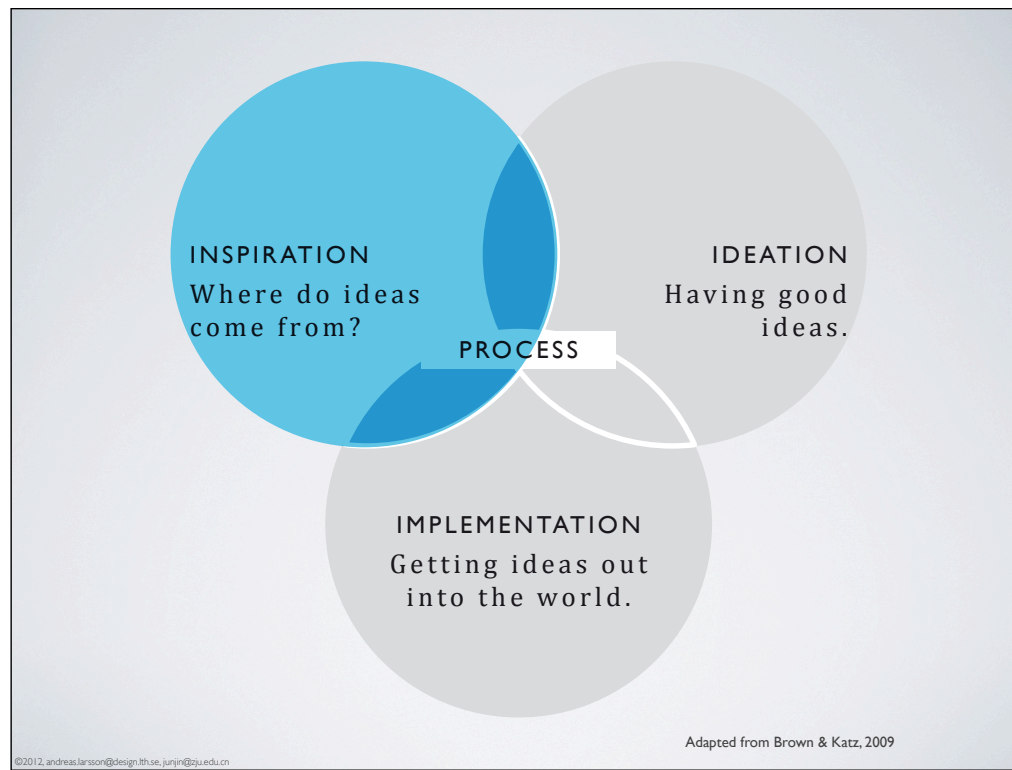 INSPIRATION
Where do ideas
come from?
IDEATION
Having good
ideas.
PROCESS
IMPLEMENTATION
Getting ideas out
into the world.
Adapted from Brown & Katz, 2009
©2012, andreas.larsson@design.lth.se, junjin@zju.edu.cn